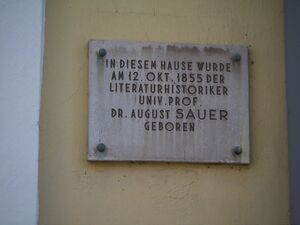 IN DIESEM HAUSE WURDE
AM 12. OKT. 1855 DER
LITERATURHISTORIKER
UNIV. PROF.
DR. AUGUST SAUER
GEBOREN